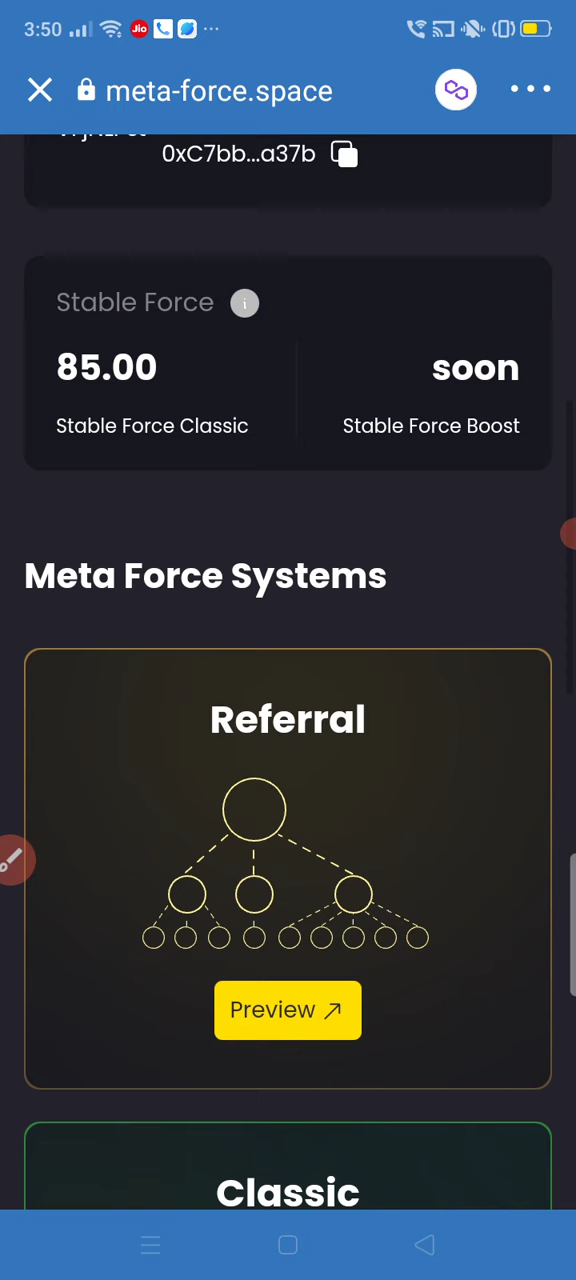 3:50
Jio
meta-force.space
0xC7bb...a37b
Stable Force i
85.00
soon
Stable Force Classic
Stable Force Boost
Meta Force Systems
Referral
Preview
Classic